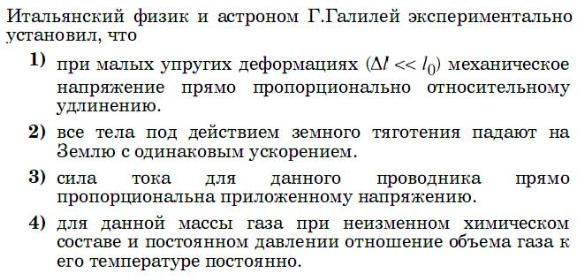 Итальянский физик и астроном Г.Галилей экспериментально
установил, что
1) при малых упругих деформациях (Δl << l₀) механическое
напряжение прямо пропорционально относительному
удлинению.
2) все тела под действием земного тяготения падают на
Землю с одинаковым ускорением.
3) сила тока для данного проводника прямо
пропорциональна приложенному напряжению.
4) для данной массы газа при неизменном химическом
составе и постоянном давлении отношение объема газа к
его температуре постоянно.